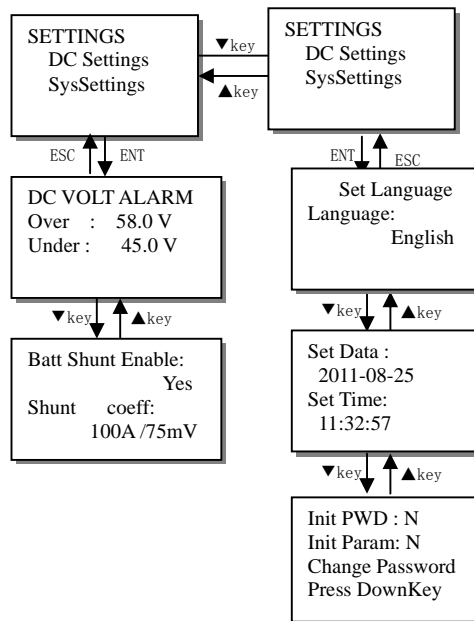 SETTINGS
DC Settings
SysSettings
▼key
▲key
SETTINGS
DC Settings
SysSettings
ESC
ENT
ENT
ESC
DC VOLT ALARM
Over : 58.0 V
Under : 45.0 V
Set Language
Language:
English
▼key
▲key
▼key
▲key
Batt Shunt Enable:
Yes
Shunt coeff:
100A /75mV
Set Data :
2011-08-25
Set Time:
11:32:57
▼key
▲key
Init PWD : N
Init Param: N
Change Password
Press DownKey